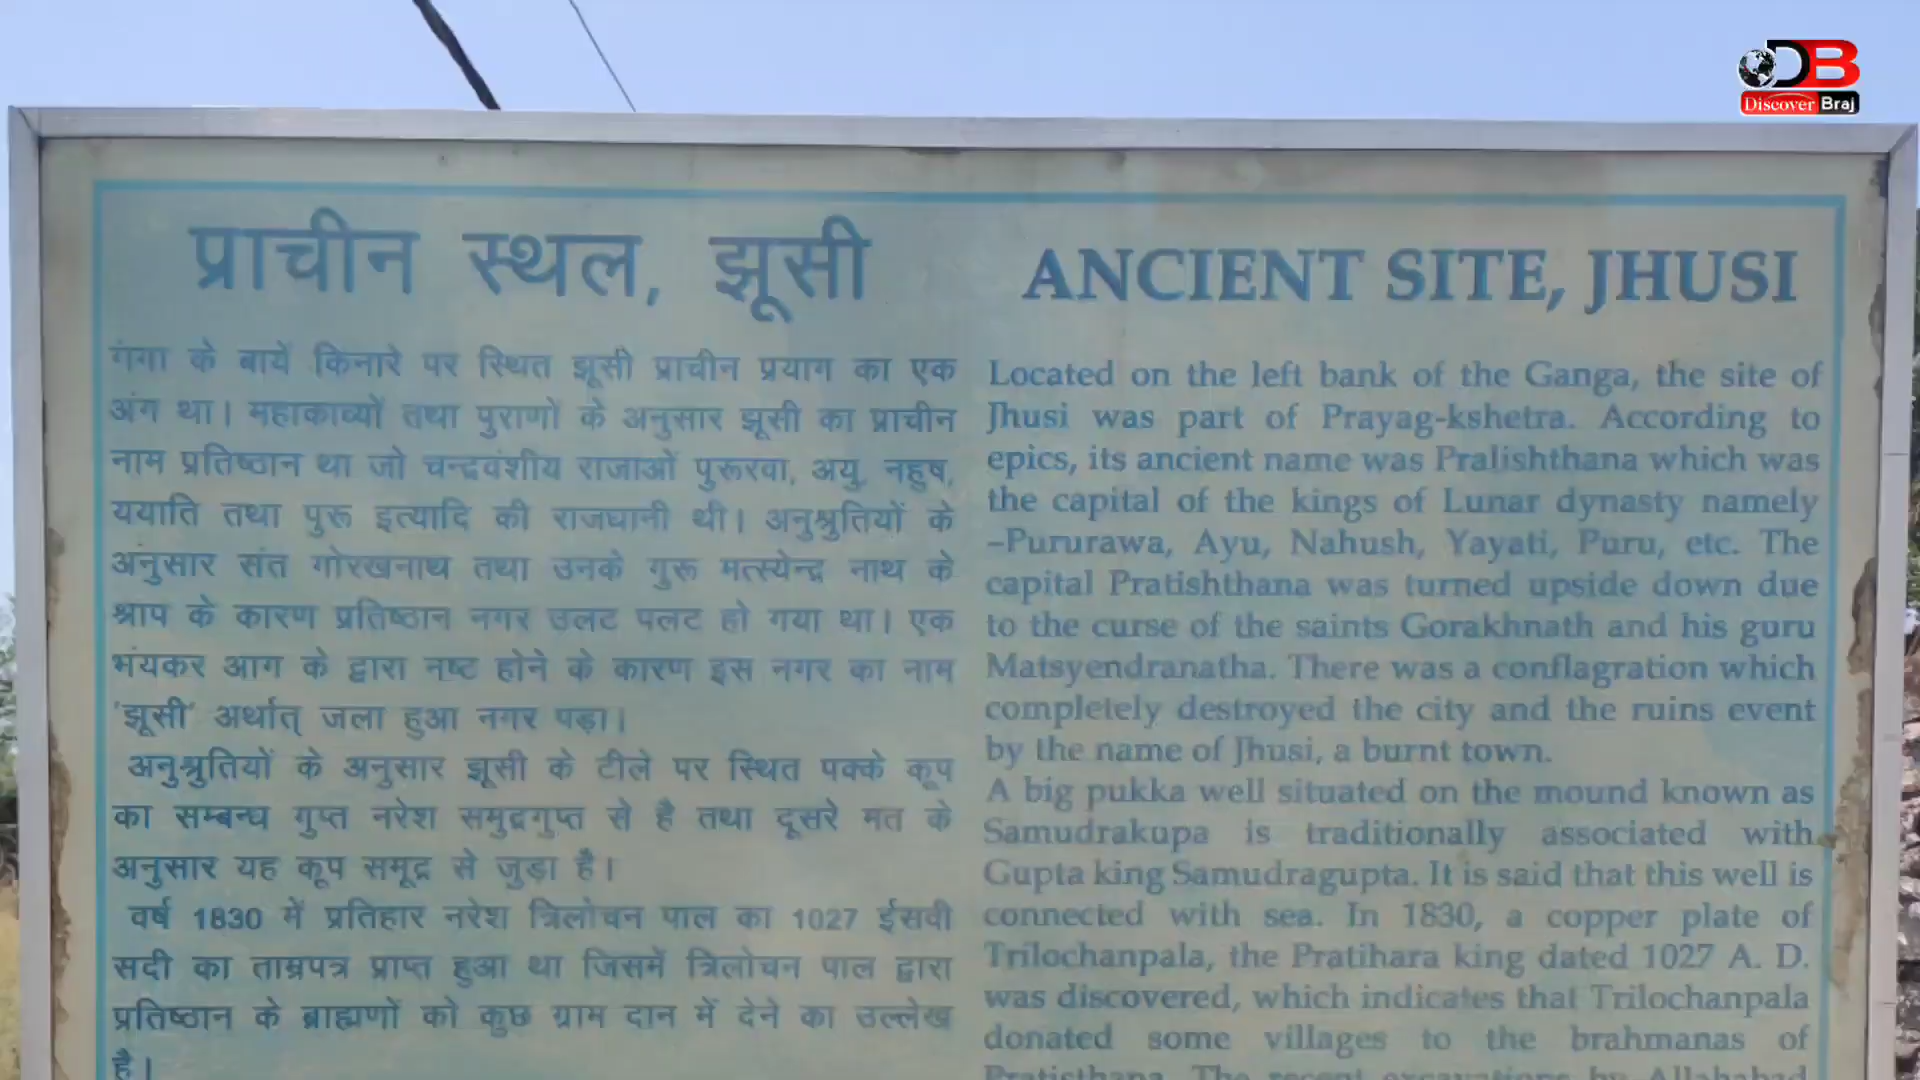 DB
Discover Braj
प्राचीन स्थल, झूसी
गंगा के बायें किनारे पर स्थित झूसी प्राचीन प्रयाग का एक
अंग था। महाकाव्यों तथा पुराणों के अनुसार झूसी का प्राचीन
नाम प्रतिष्ठान था जो चन्द्रवंशीय राजाओं पुरूरवा, अयु, नहुष,
ययाति तथा पुरू इत्यादि की राजधानी थी। अनुश्रुतियों के
अनुसार संत गोरखनाथ तथा उनके गुरू मत्स्येन्द्र नाथ के
श्राप के कारण प्रतिष्ठान नगर उलट पलट हो गया था। एक
भंयकर आग के द्वारा नष्ट होने के कारण इस नगर का नाम
'झूसी' अर्थात् जला हुआ नगर पड़ा।
अनुश्रुतियों के अनुसार झूसी के टीले पर स्थित पक्के कूप
का सम्बन्ध गुप्त नरेश समुद्रगुप्त से है तथा दूसरे मत के
अनुसार यह कूप समूद्र से जुड़ा है।
वर्ष 1830 में प्रतिहार नरेश त्रिलोचन पाल का 1027 ईसवी
सदी का ताम्रपत्र प्राप्त हुआ था जिसमें त्रिलोचन पाल द्वारा
प्रतिष्ठान के ब्राह्मणों को कुछ ग्राम दान में देने का उल्लेख
है।
ANCIENT SITE, JHUSI
Located on the left bank of the Ganga, the site of
Jhusi was part of Prayag-kshetra. According to
epics, its ancient name was Pralishthana which was
the capital of the kings of Lunar dynasty namely
-Pururawa, Ayu, Nahush, Yayati, Puru, etc. The
capital Pratishthana was turned upside down due
to the curse of the saints Gorakhnath and his guru
Matsyendranatha. There was a conflagration which
completely destroyed the city and the ruins event
by the name of Jhusi, a burnt town.
A big pukka well situated on the mound known as
Samudrakupa is traditionally associated with
Gupta king Samudragupta. It is said that this well is
connected with sea. In 1830, a copper plate of
Trilochanpala, the Pratihara king dated 1027 A. D.
was discovered, which indicates that Trilochanpala
donated some villages to the brahmanas of
Pratisthana. The recent excavations by Allahabad